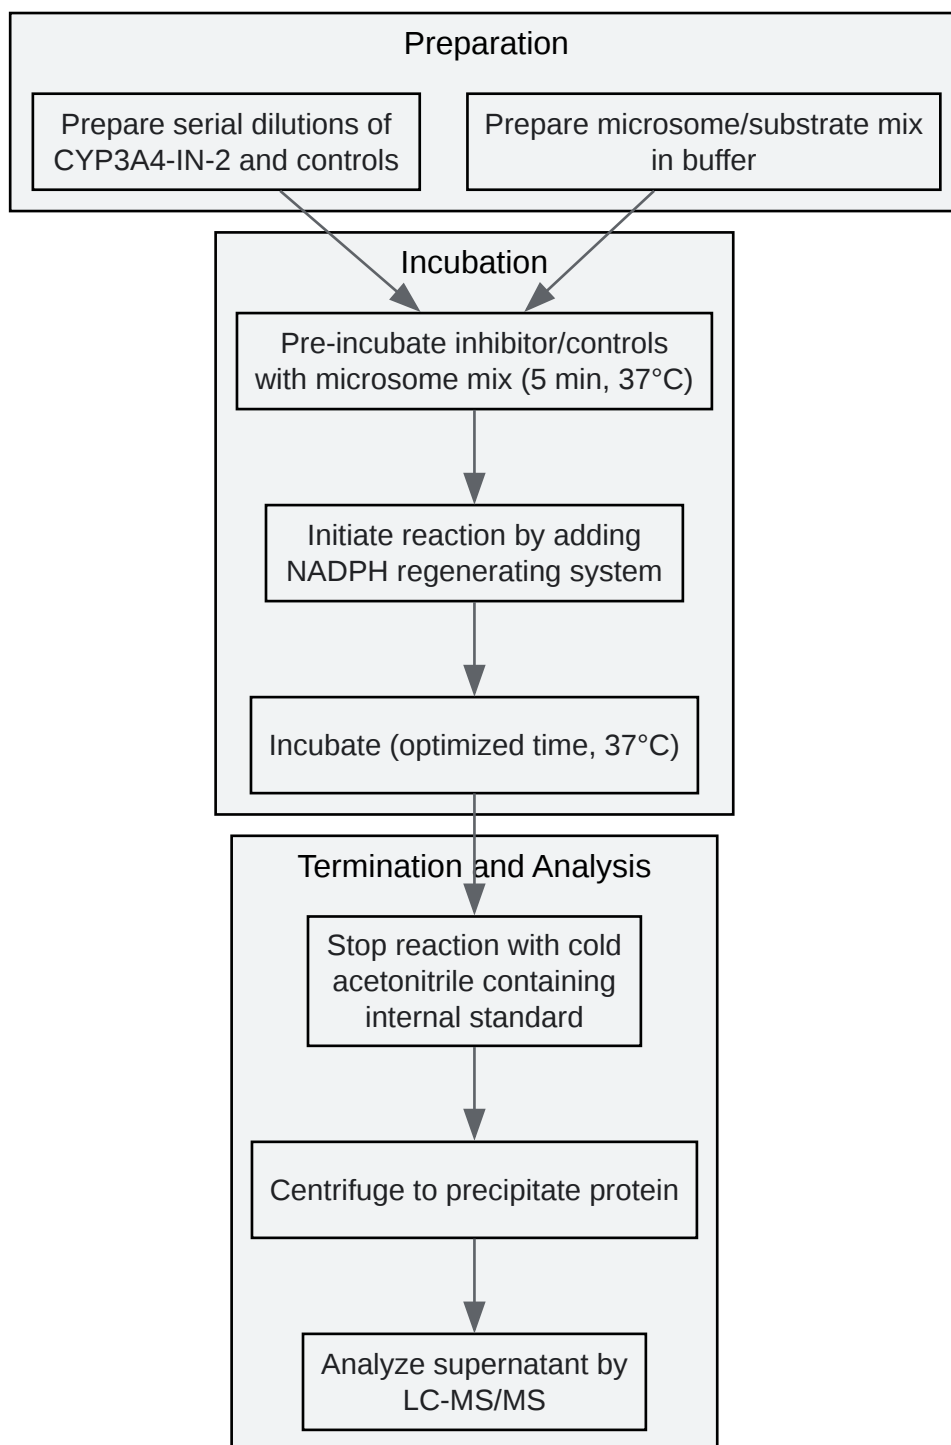 Preparation
Prepare serial dilutions of
CYP3A4-IN-2 and controls
Prepare microsome/substrate mix
in buffer
Incubation
Pre-incubate inhibitor/controls
with microsome mix (5 min, 37°C)
Initiate reaction by adding
NADPH regenerating system
Incubate (optimized time, 37°C)
Termination and Analysis
Stop reaction with cold
acetonitrile containing
internal standard
Centrifuge to precipitate protein
Analyze supernatant by
LC-MS/MS